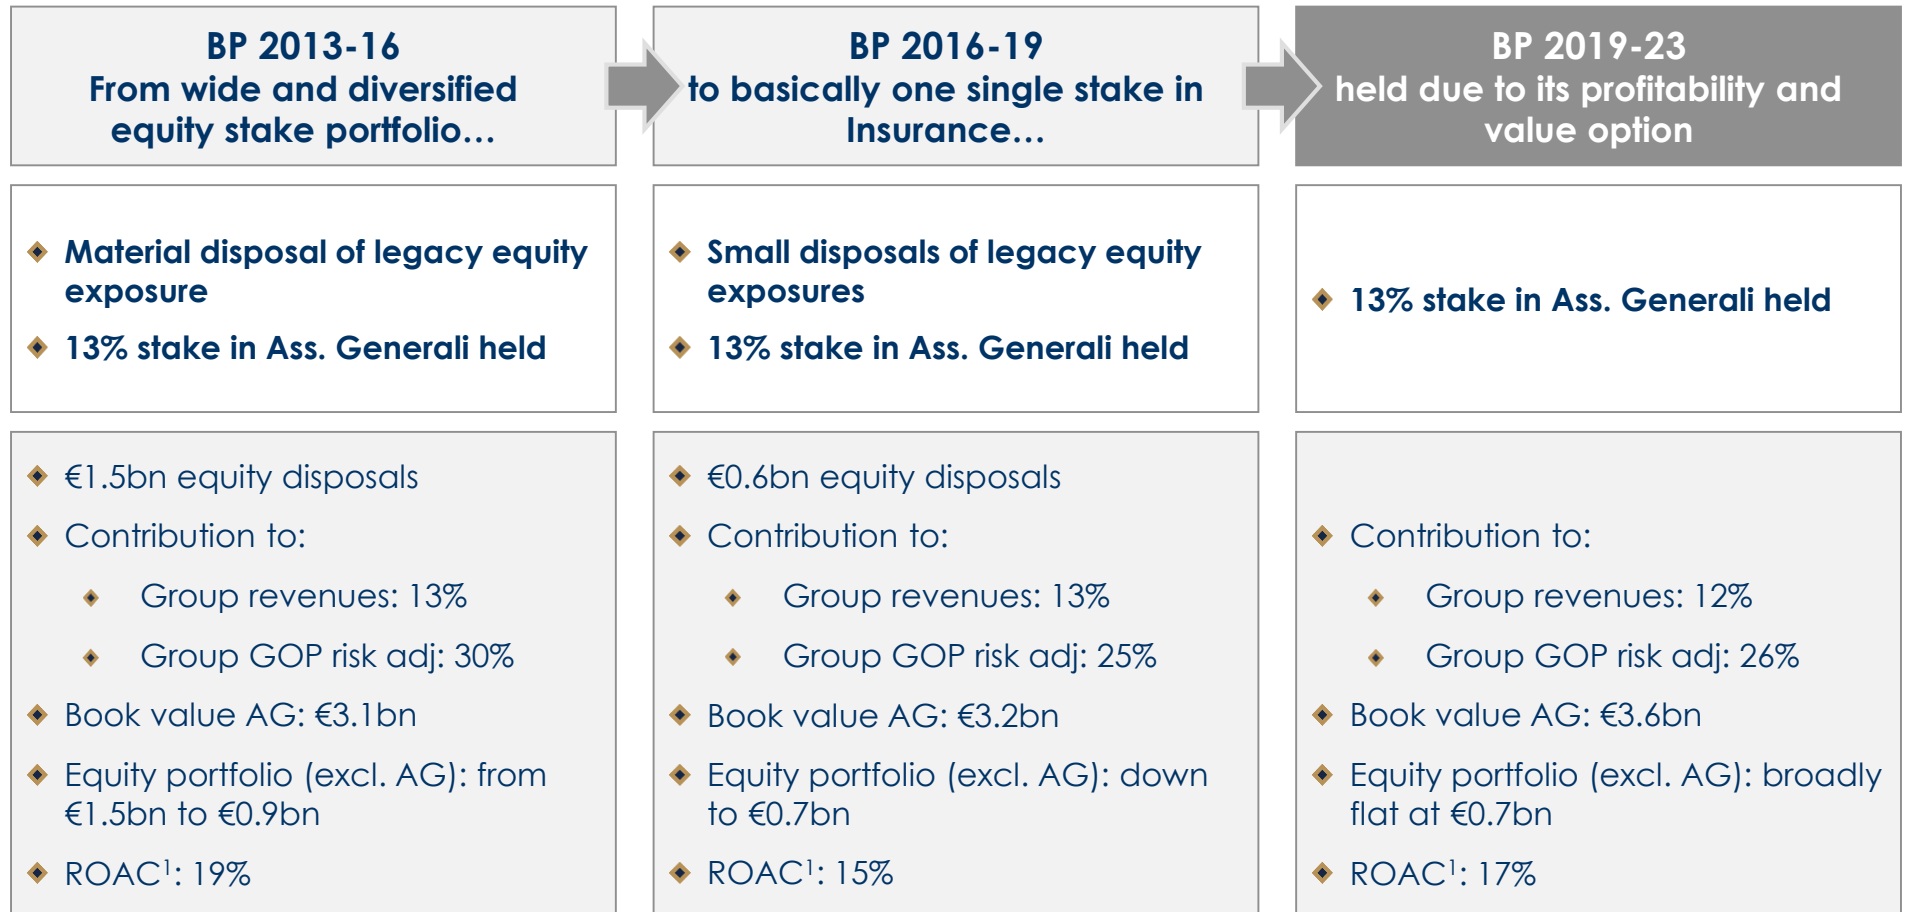 BP 2013-16
From wide and diversified
equity stake portfolio…
BP 2016-19
to basically one single stake in
Insurance…
BP 2019-23
held due to its profitability and
value option
Material disposal of legacy equity
exposure
13% stake in Ass. Generali held
Small disposals of legacy equity
exposures
13% stake in Ass. Generali held
13% stake in Ass. Generali held
€1.5bn equity disposals
Contribution to:
Group revenues: 13%
Group GOP risk adj: 30%
Book value AG: €3.1bn
Equity portfolio (excl. AG): from
€1.5bn to €0.9bn
ROAC¹: 19%
€0.6bn equity disposals
Contribution to:
Group revenues: 13%
Group GOP risk adj: 25%
Book value AG: €3.2bn
Equity portfolio (excl. AG): down
to €0.7bn
ROAC¹: 15%
Contribution to:
Group revenues: 12%
Group GOP risk adj: 26%
Book value AG: €3.6bn
Equity portfolio (excl. AG): broadly
flat at €0.7bn
ROAC¹: 17%